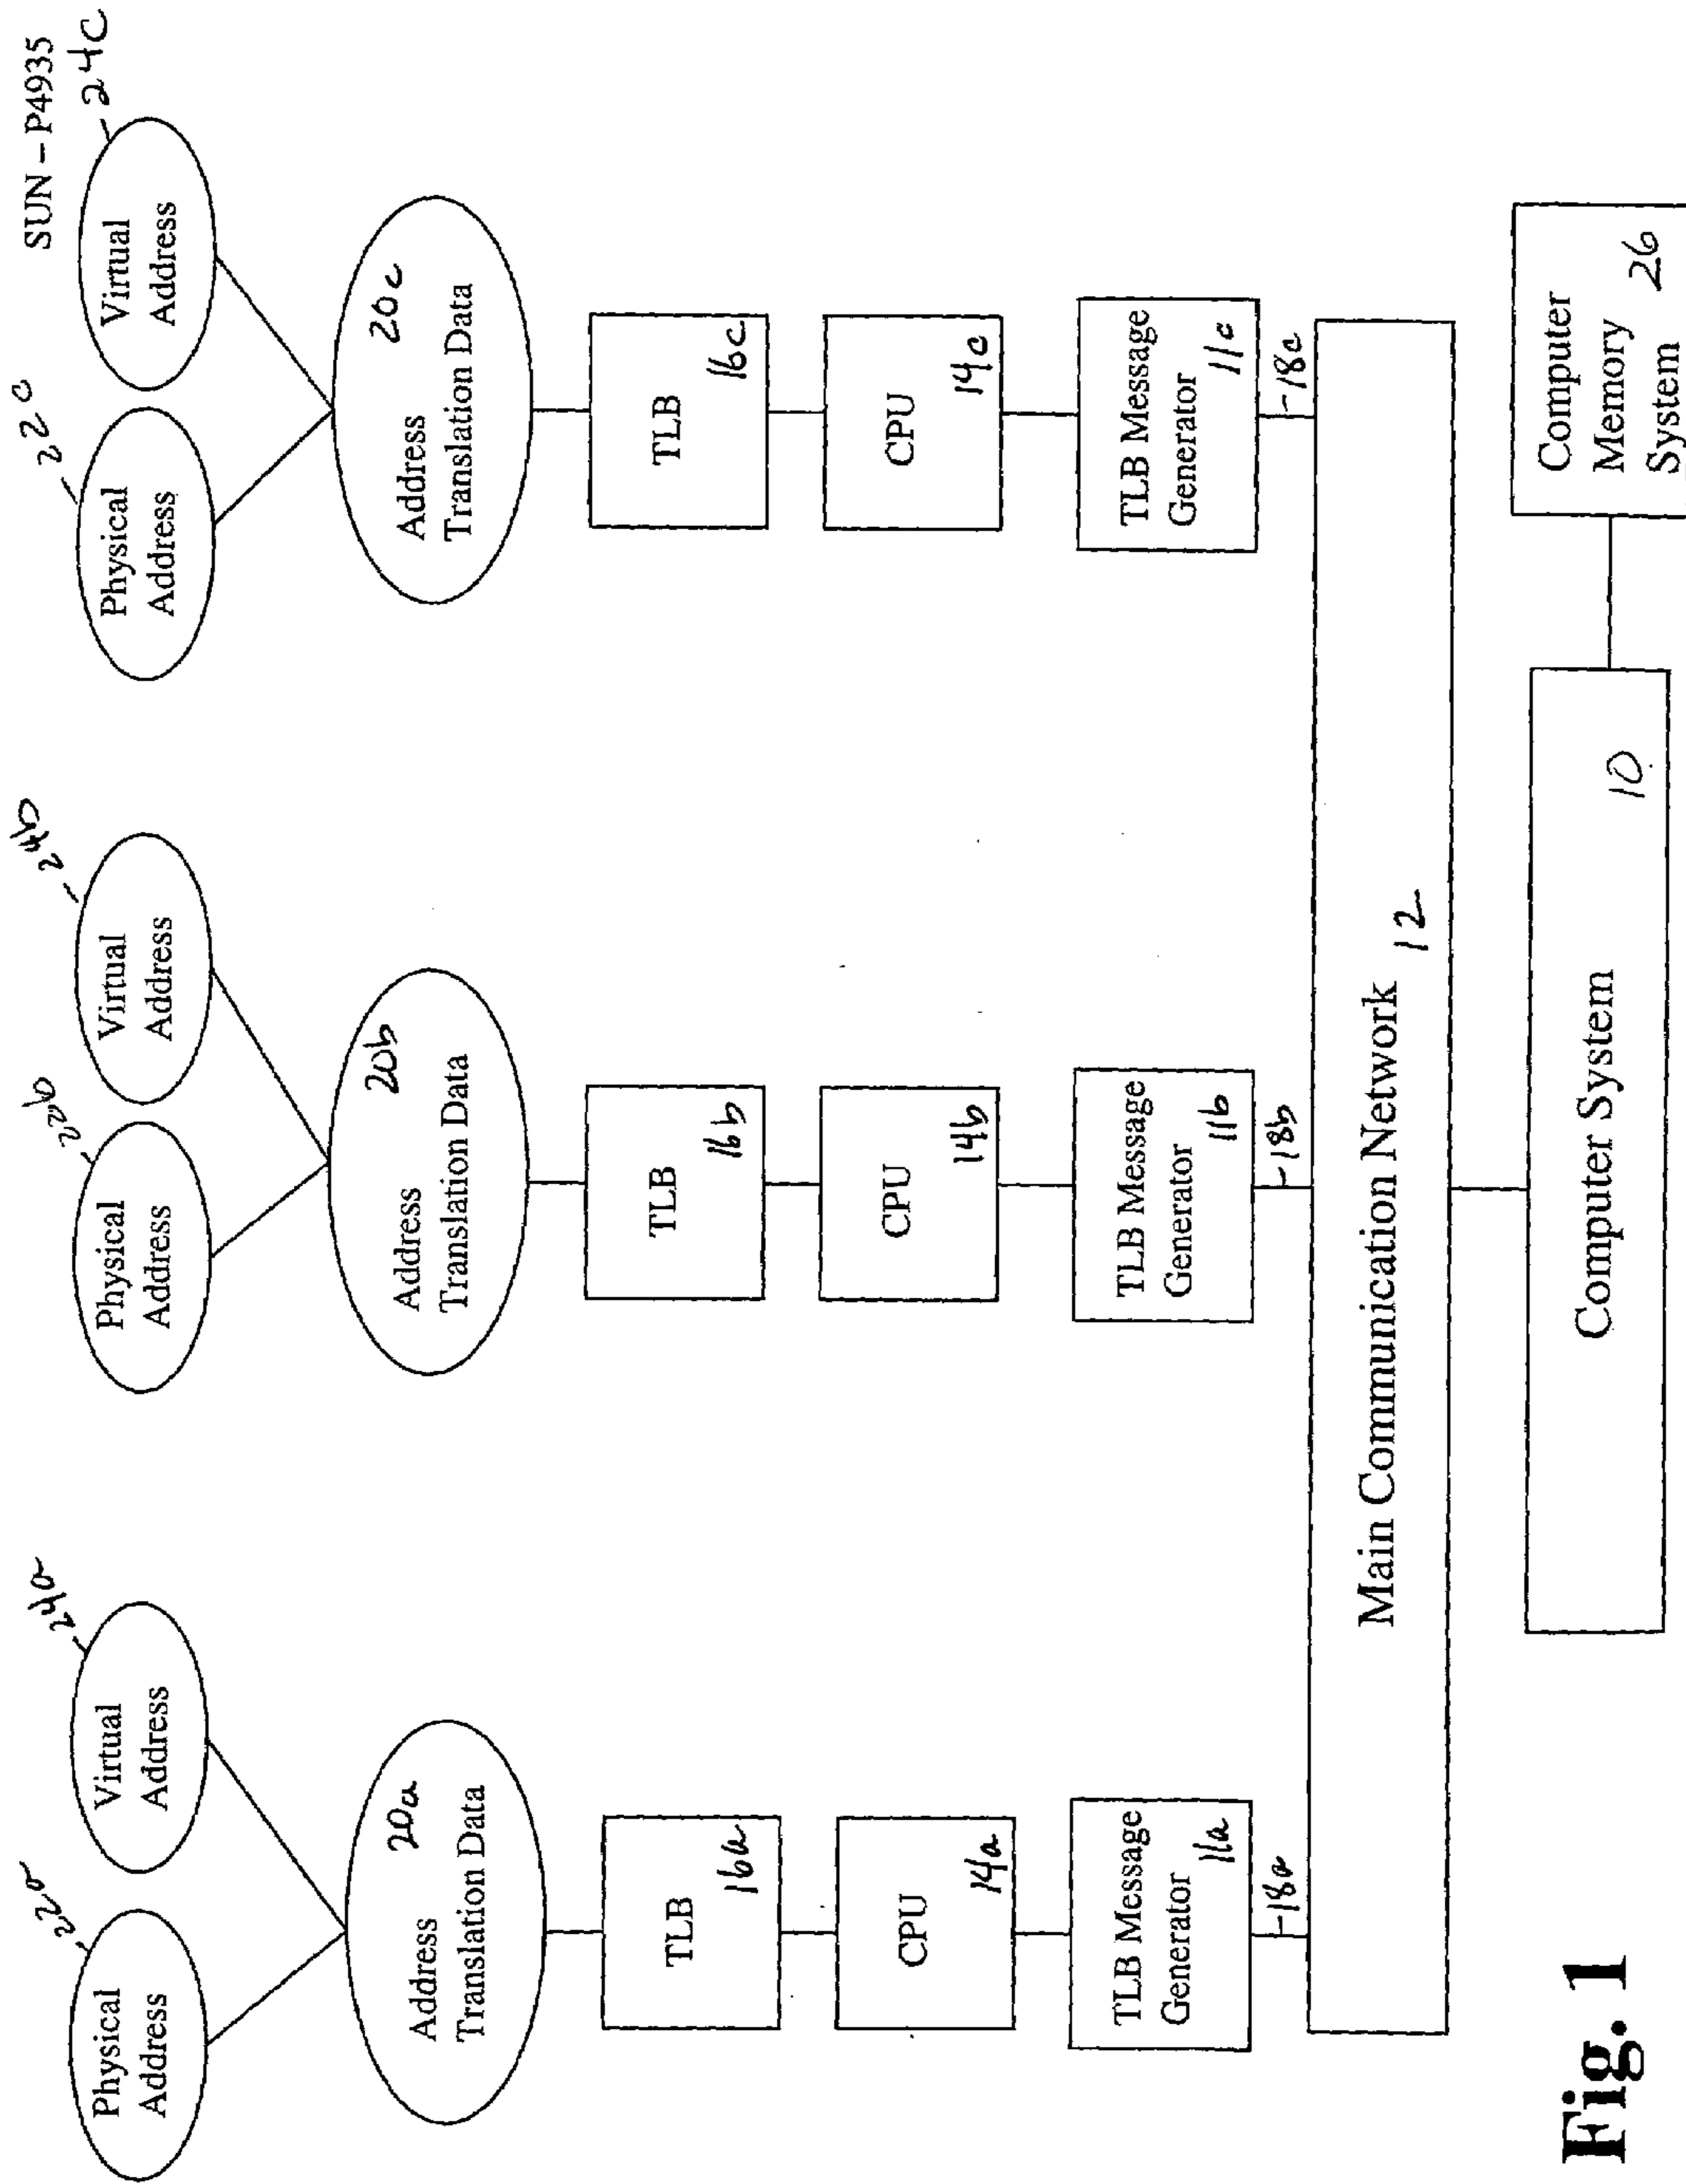 SUN – P4935
22a
24a
22b
24b
22c
24c
Physical
Address
Virtual
Address
Physical
Address
Virtual
Address
Physical
Address
Virtual
Address
20a
Address
Translation Data
20b
Address
Translation Data
20c
Address
Translation Data
TLB
16a
TLB
16b
TLB
16c
CPU
14a
CPU
14b
CPU
14c
TLB Message
Generator 11a
TLB Message
Generator 11b
TLB Message
Generator 11c
18a
18b
18c
Main Communication Network 12
Computer System
10
Computer
Memory
System 26
Fig. 1